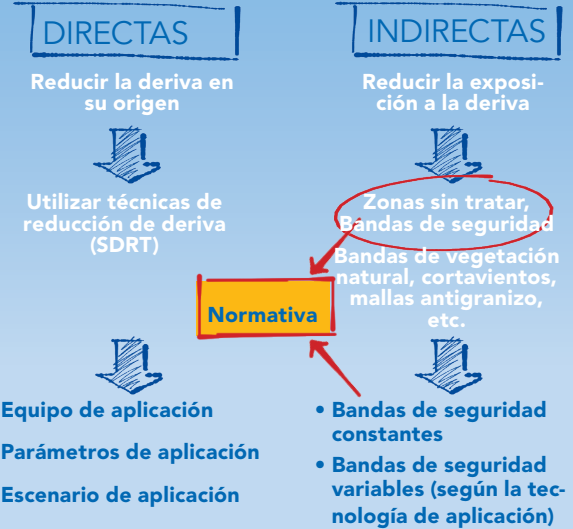 DIRECTAS
Reducir la deriva en
su origen
Utilizar técnicas de
reducción de deriva
(SDRT)
Equipo de aplicación
Parámetros de aplicación
Escenario de aplicación
INDIRECTAS
Reducir la exposi-
ción a la deriva
Zonas sin tratar,
Bandas de seguridad
Bandas de vegetación
natural, cortavientos,
mallas antigranizo,
etc.
Normativa
• Bandas de seguridad
constantes
• Bandas de seguridad
variables (según la tec-
nología de aplicación)